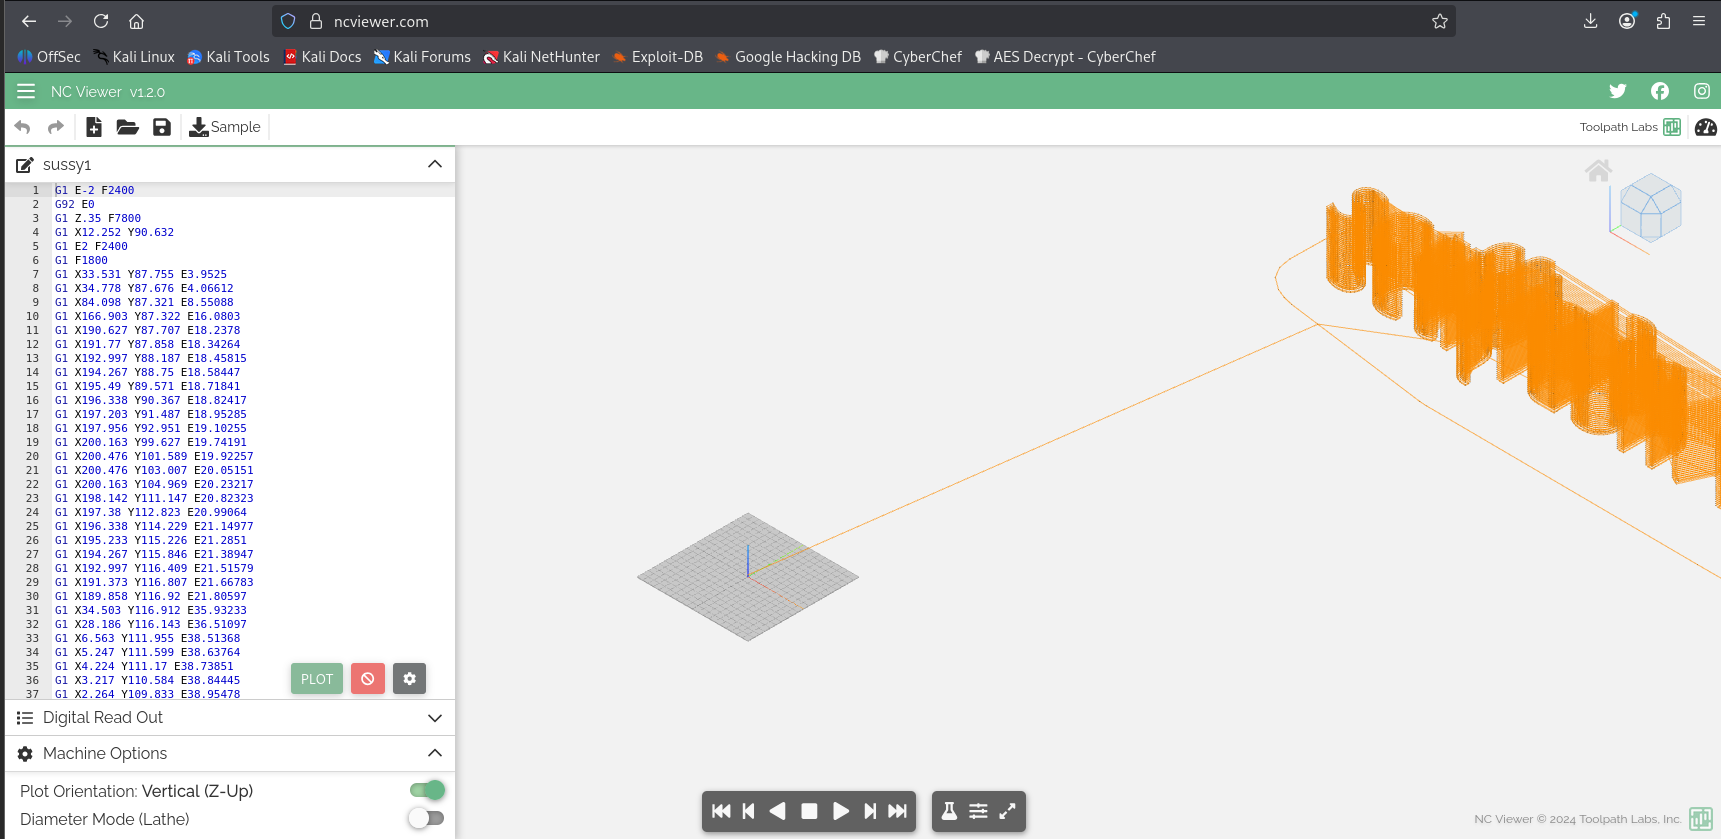 ncviewer.com
OffSec Kali Linux Kali Tools Kali Docs Kali Forums Kali NetHunter Exploit-DB Google Hacking DB CyberChef AES Decrypt - CyberChef
NC Viewer v1.2.0
Sample
Toolpath Labs
sussy1
1 G1 E-2 F2400
2 G92 E0
3 G1 Z.35 F7800
4 G1 X12.252 Y90.632
5 G1 E2 F2400
6 G1 F1800
7 G1 X33.531 Y87.755 E3.9525
8 G1 X34.778 Y87.676 E4.06612
9 G1 X84.098 Y87.321 E8.55088
10 G1 X166.903 Y87.322 E16.0803
11 G1 X190.627 Y87.707 E18.2378
12 G1 X191.77 Y87.858 E18.34264
13 G1 X192.997 Y88.187 E18.45815
14 G1 X194.267 Y88.75 E18.58447
15 G1 X195.49 Y89.571 E18.71841
16 G1 X196.338 Y90.367 E18.82417
17 G1 X197.203 Y91.487 E18.95285
18 G1 X197.956 Y92.951 E19.10255
19 G1 X200.163 Y99.627 E19.74191
20 G1 X200.476 Y101.589 E19.92257
21 G1 X200.476 Y103.007 E20.05151
22 G1 X200.163 Y104.969 E20.23217
23 G1 X198.142 Y111.147 E20.82323
24 G1 X197.38 Y112.823 E20.99064
25 G1 X196.338 Y114.229 E21.14977
26 G1 X195.233 Y115.226 E21.2851
27 G1 X194.267 Y115.846 E21.38947
28 G1 X192.997 Y116.409 E21.51579
29 G1 X191.373 Y116.807 E21.66783
30 G1 X189.858 Y116.92 E21.80597
31 G1 X34.503 Y116.912 E35.93233
32 G1 X28.186 Y116.143 E36.51097
33 G1 X6.563 Y111.955 E38.51368
34 G1 X5.247 Y111.599 E38.63764
35 G1 X4.224 Y111.17 E38.73851
36 G1 X3.217 Y110.584 E38.84445
37 G1 X2.264 Y109.833 E38.95478
PLOT
Digital Read Out
Machine Options
Plot Orientation: Vertical (Z-Up)
Diameter Mode (Lathe)
NC Viewer © 2024 Toolpath Labs, Inc.